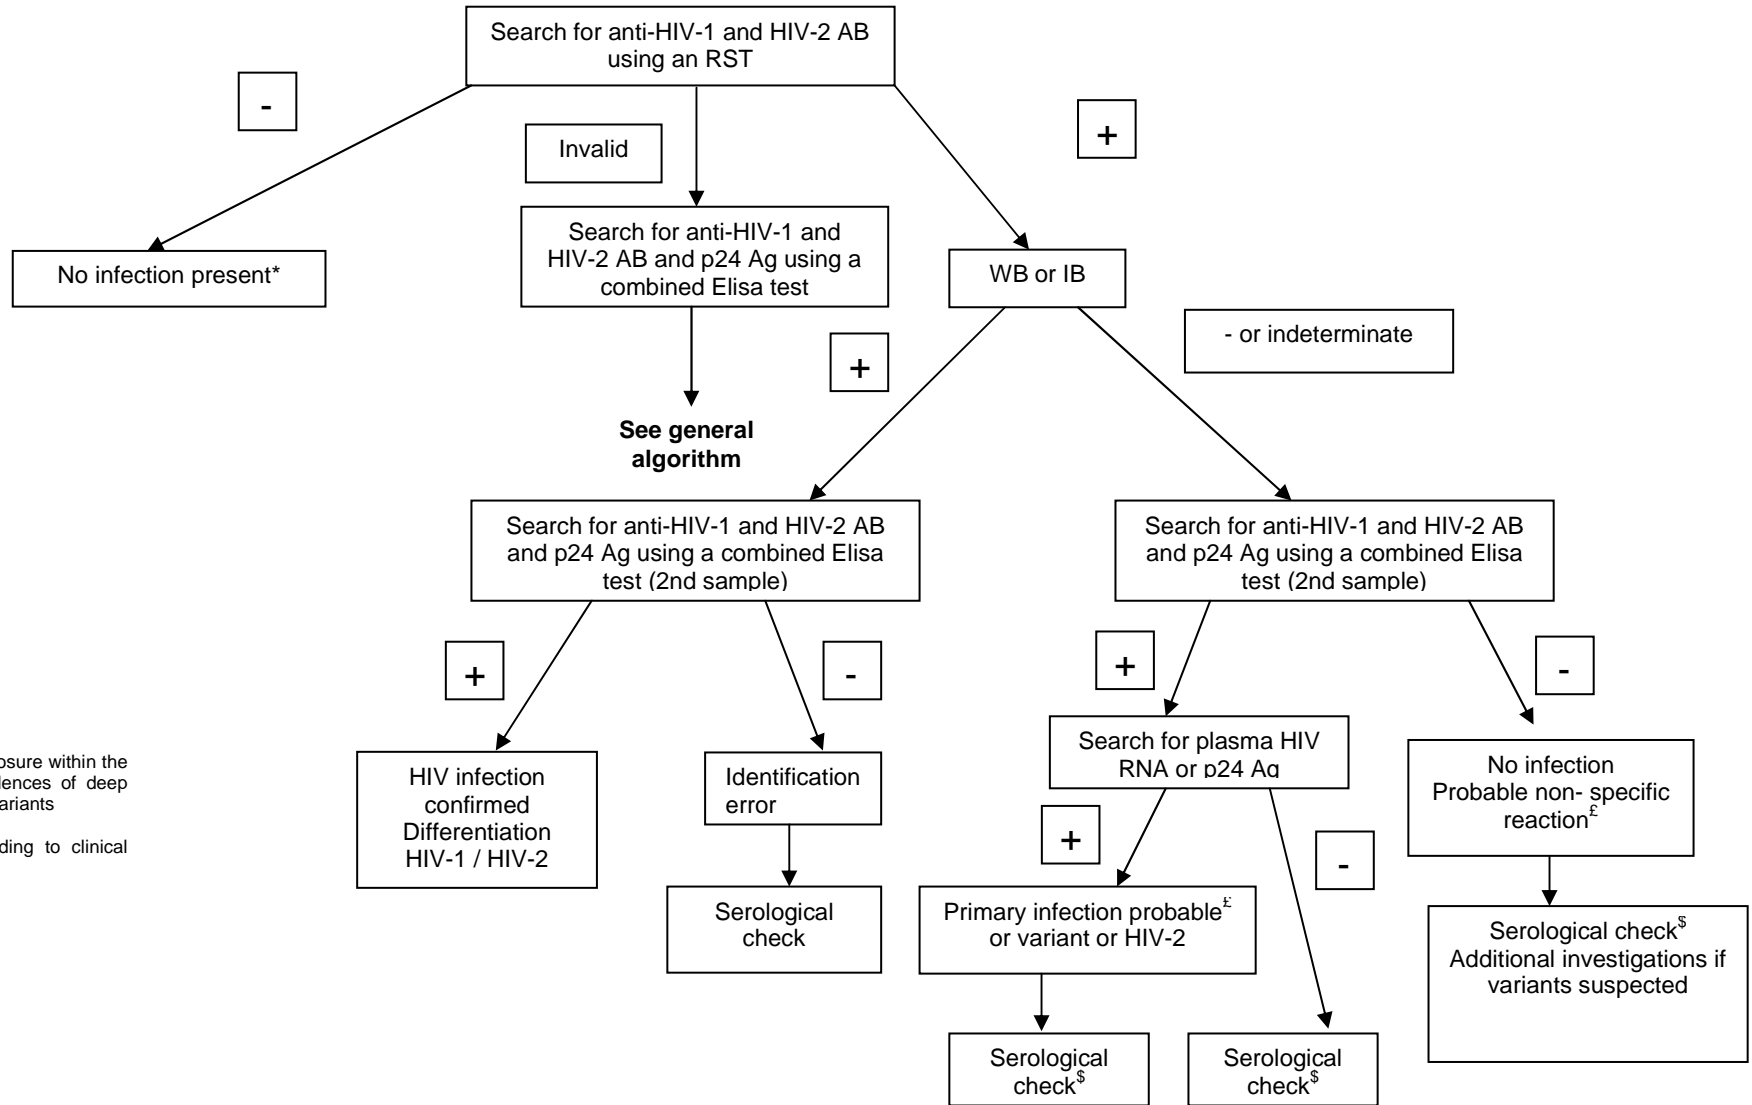 Search for anti-HIV-1 and HIV-2 AB
using an RST
-
Invalid
+
No infection present*
Search for anti-HIV-1 and
HIV-2 AB and p24 Ag using a
combined Elisa test
WB or IB
+
- or indeterminate
See general
algorithm
Search for anti-HIV-1 and HIV-2 AB
and p24 Ag using a combined Elisa
test (2nd sample)
Search for anti-HIV-1 and HIV-2 AB
and p24 Ag using a combined Elisa
test (2nd sample)
+
-
+
-
HIV infection
confirmed
Differentiation
HIV-1 / HIV-2
Identification
error
Search for plasma HIV
RNA or p24 Ag
No infection
Probable non- specific
reaction£
+
-
Serological
check
Primary infection probable£
or variant or HIV-2
Serological check$
Additional investigations if
variants suspected
Serological
check$
Serological
check$
within the
of deep
to clinical